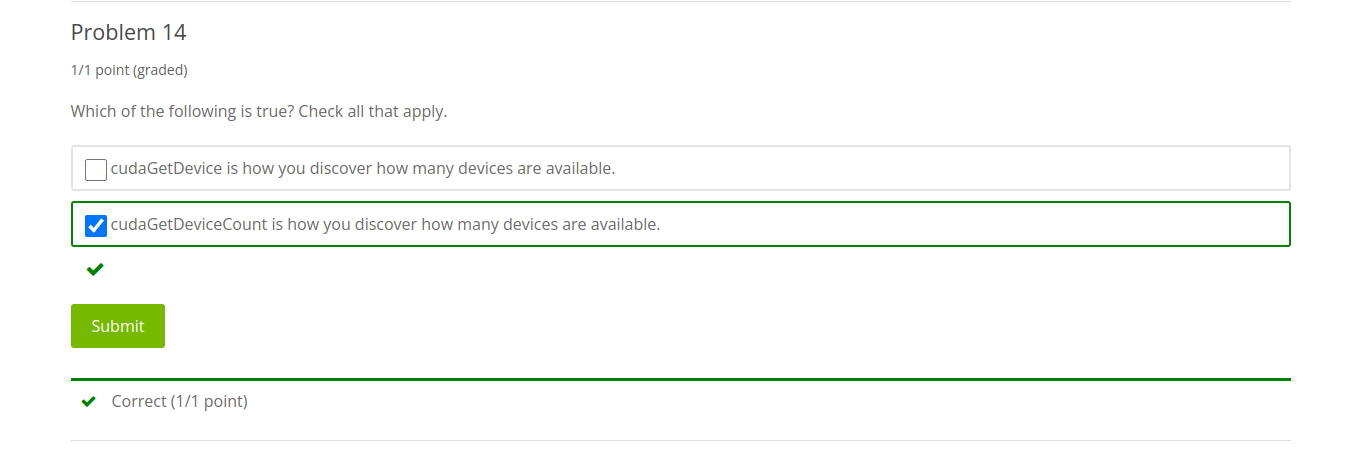 Problem 14
1/1 point (graded)
Which of the following is true? Check all that apply.
cudaGetDevice is how you discover how many devices are available.
cudaGetDeviceCount is how you discover how many devices are available.
Submit
Correct (1/1 point)